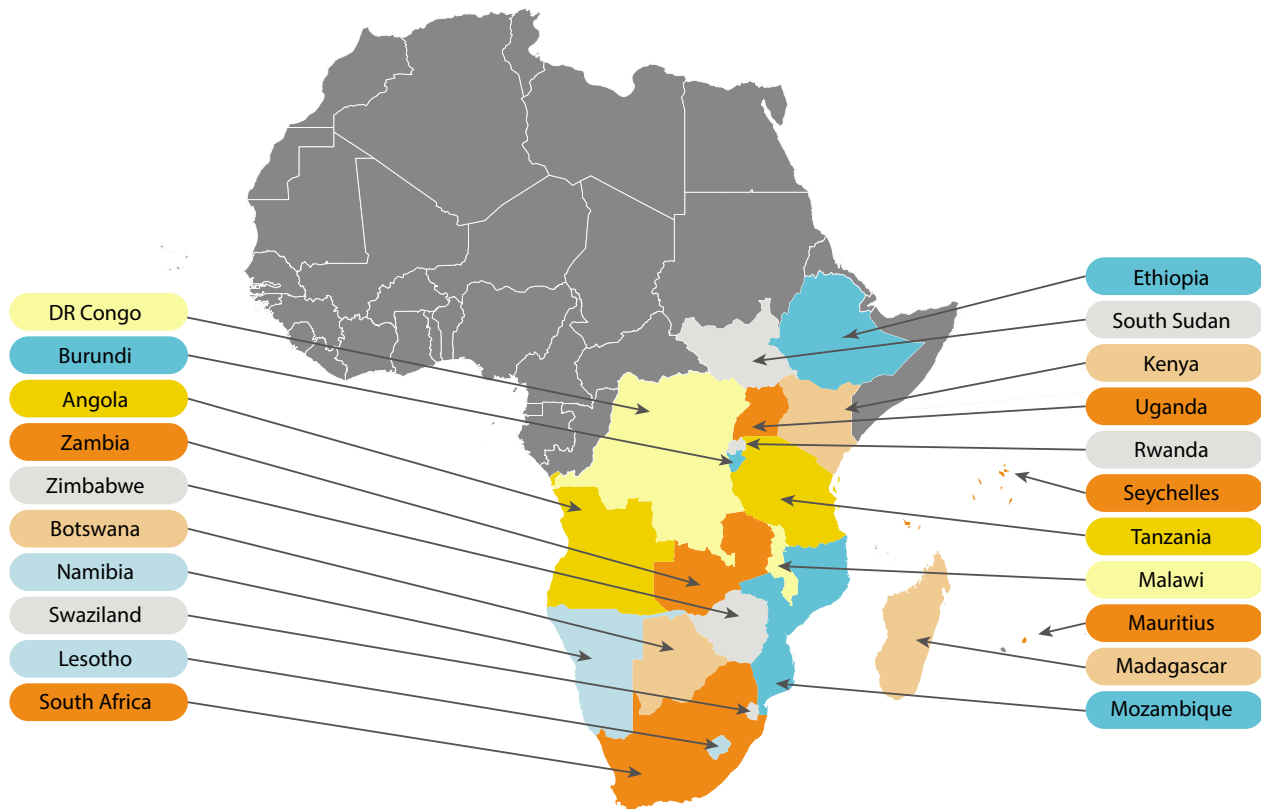 DR Congo
Burundi
Angola
Zambia
Zimbabwe
Botswana
Namibia
Swaziland
Lesotho
South Africa
Ethiopia
South Sudan
Kenya
Uganda
Rwanda
Seychelles
Tanzania
Malawi
Mauritius
Madagascar
Mozambique